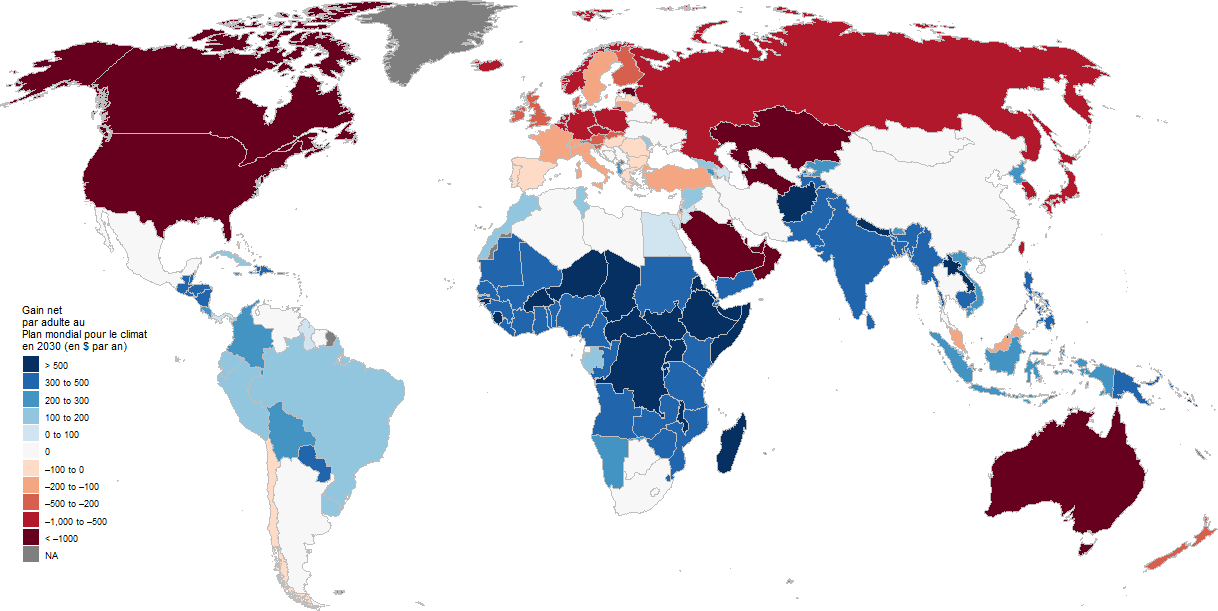 Gain net
par adulte au
Plan mondial pour le climat
en 2030 (en $ par an)
> 500
300 to 500
200 to 300
100 to 200
0 to 100
0
–100 to 0
–200 to –100
–500 to –200
–1,000 to –500
< –1000
NA